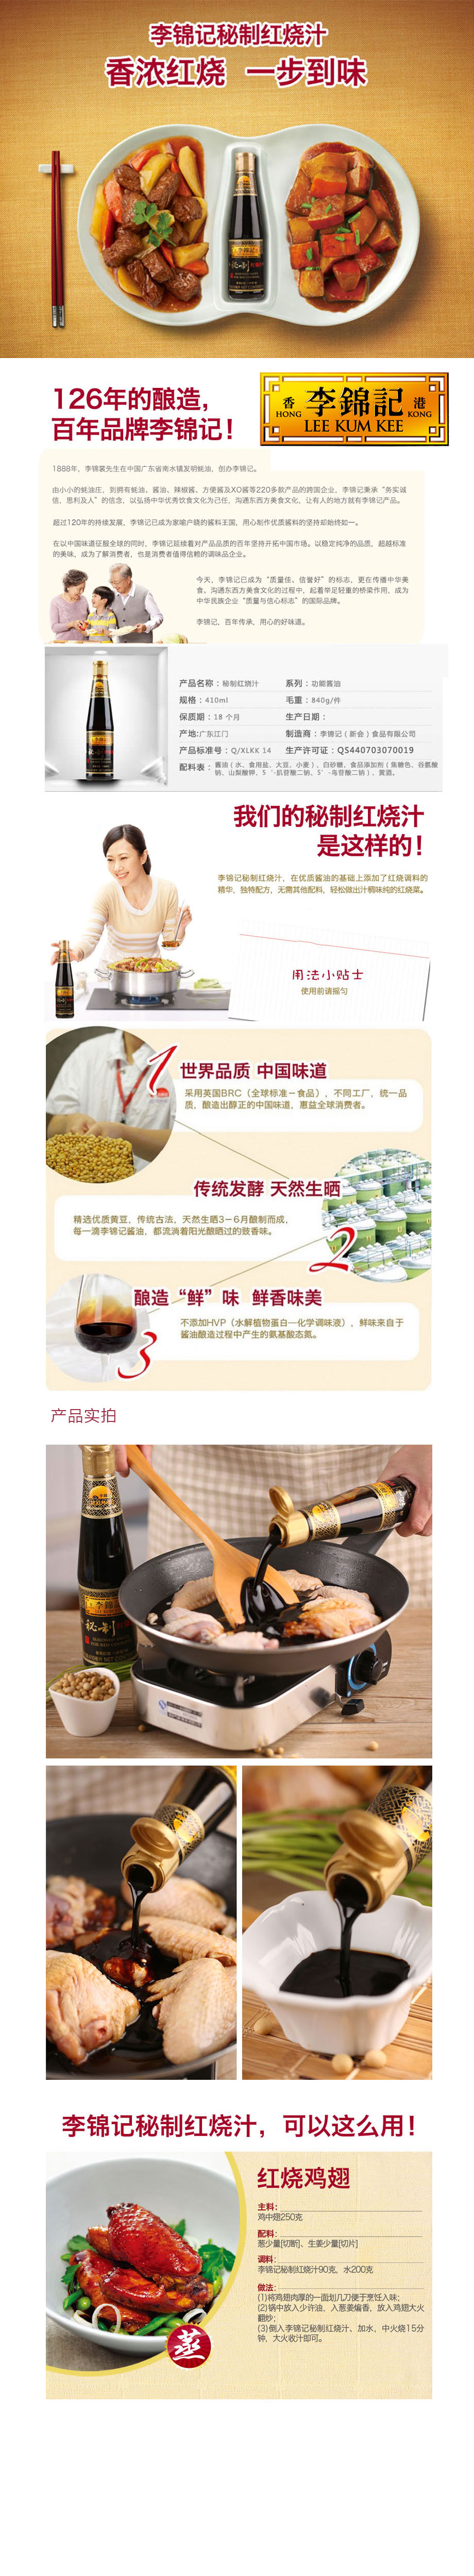 李锦记秘制红烧汁
香浓红烧 一步到味
李錦記
秘制
126年的酿造，
百年品牌李锦记！
香 李錦記 港
HONG LEE KUM KEE KONG
1888年，李锦裳先生在中国广东省南水镇发明蚝油，创办李锦记。
由小小的蚝油庄，到拥有蚝油、酱油、辣椒酱、方便酱及XO酱等220多款产品的跨国企业，李锦记秉承“务实诚
信，思利及人”的信念，以弘扬中华优秀饮食文化为己任，沟通东西方美食文化，让有人的地方就有李锦记产品。
超过120年的持续发展，李锦记已成为家喻户晓的酱料王国，用心制作优质酱料的坚持却始终如一。
在以中国味道征服全球的同时，李锦记延续着对产品品质的百年坚持开拓中国市场。以稳定纯净的品质，超越标准
的美味，成为了解消费者，也是消费者值得信赖的调味品企业。
今天，李锦记已成为“质量佳、信誉好”的标志，更在传播中华美
食、沟通东西方美食文化的过程中，起着举足轻重的桥梁作用，成为
中华民族企业“质量与信心标志”的国际品牌。
李锦记，百年传承，用心的好味道。
产品名称：秘制红烧汁 系列：功能酱油
规格：410ml 毛重：840g/件
保质期：18 个月 生产日期：
产地:广东江门 制造商：李锦记（新会）食品有限公司
产品标准号：Q/XLKK 14 生产许可证：QS440703070019
配料表：酱油（水、食用盐、大豆、小麦），白砂糖，食品添加剂（焦糖色、谷氨酸
钠、山梨酸钾、5＇-肌苷酸二钠、5＇-鸟苷酸二钠），黄酒。
我们的秘制红烧汁
是这样的！
李锦记秘制红烧汁，在优质酱油的基础上添加了红烧调料的
精华，独特配方，无需其他配料，轻松做出汁稠味纯的红烧菜。
用法小贴士
使用前请摇匀
1 世界品质 中国味道
采用英国BRC（全球标准－食品），不同工厂，统一品
质，酿造出醇正的中国味道，惠益全球消费者。
传统发酵 天然生晒
精选优质黄豆，传统古法，天然生晒3－6月酿制而成，
每一滴李锦记酱油，都流淌着阳光酿晒过的豉香味。
2
酿造“鲜”味 鲜香味美
不添加HVP（水解植物蛋白—化学调味液），鲜味来自于
酱油酿造过程中产生的氨基酸态氮。
3
产品实拍
李錦記
秘制
李锦记秘制红烧汁，可以这么用！
红烧鸡翅
主料：
鸡中翅250克
配料：
葱少量[切断]、生姜少量[切片]
调料：
李锦记秘制红烧汁90克，水200克
做法：
(1)将鸡翅肉厚的一面划几刀便于烹饪入味；
(2)锅中放入少许油，入葱姜煸香，放入鸡翅大火
翻炒；
(3)倒入李锦记秘制红烧汁、加水，中火烧15分
钟，大火收汁即可。
蒸